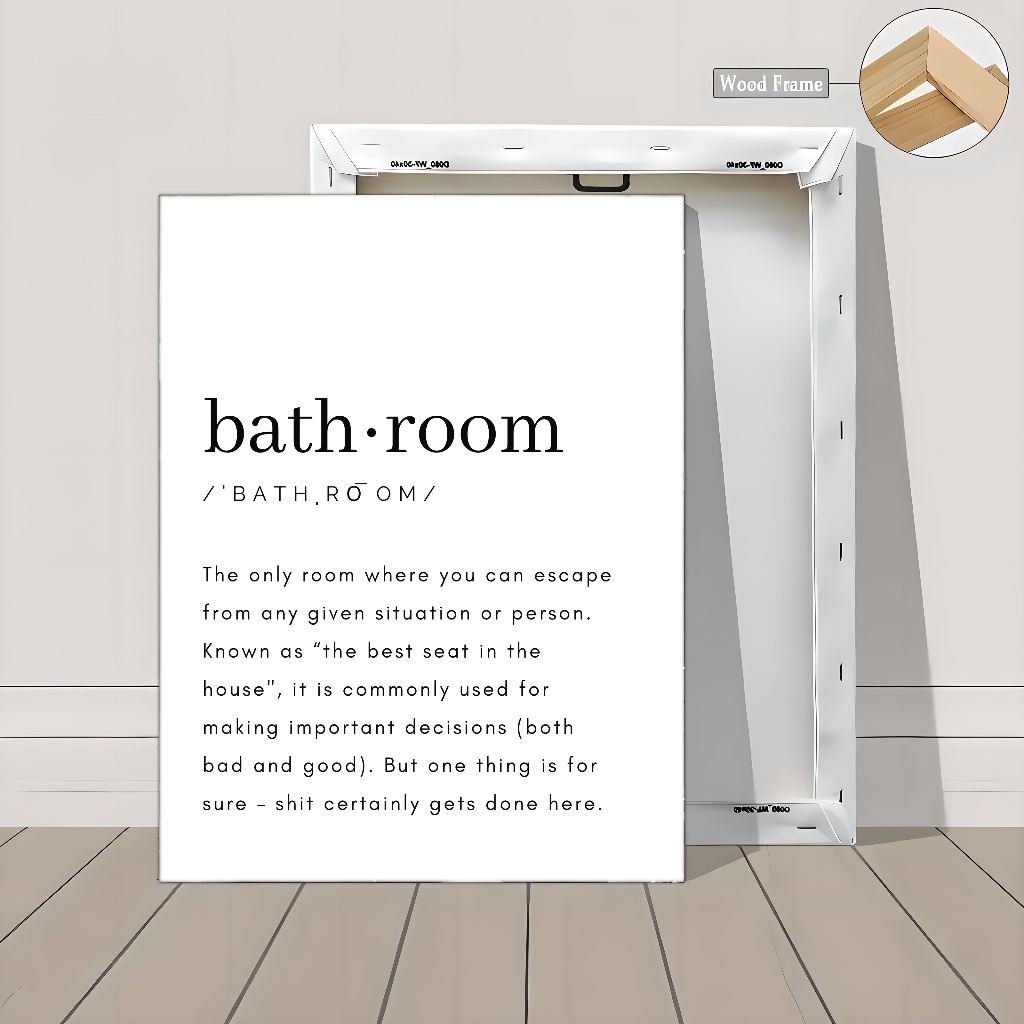 Wood Frame
bath·room
/'BATH,RO͞OM/
The only room where you can escape
from any given situation or person.
Known as “the best seat in the
house", it is commonly used for
making important decisions (both
bad and good). But one thing is for
sure – shit certainly gets done here.